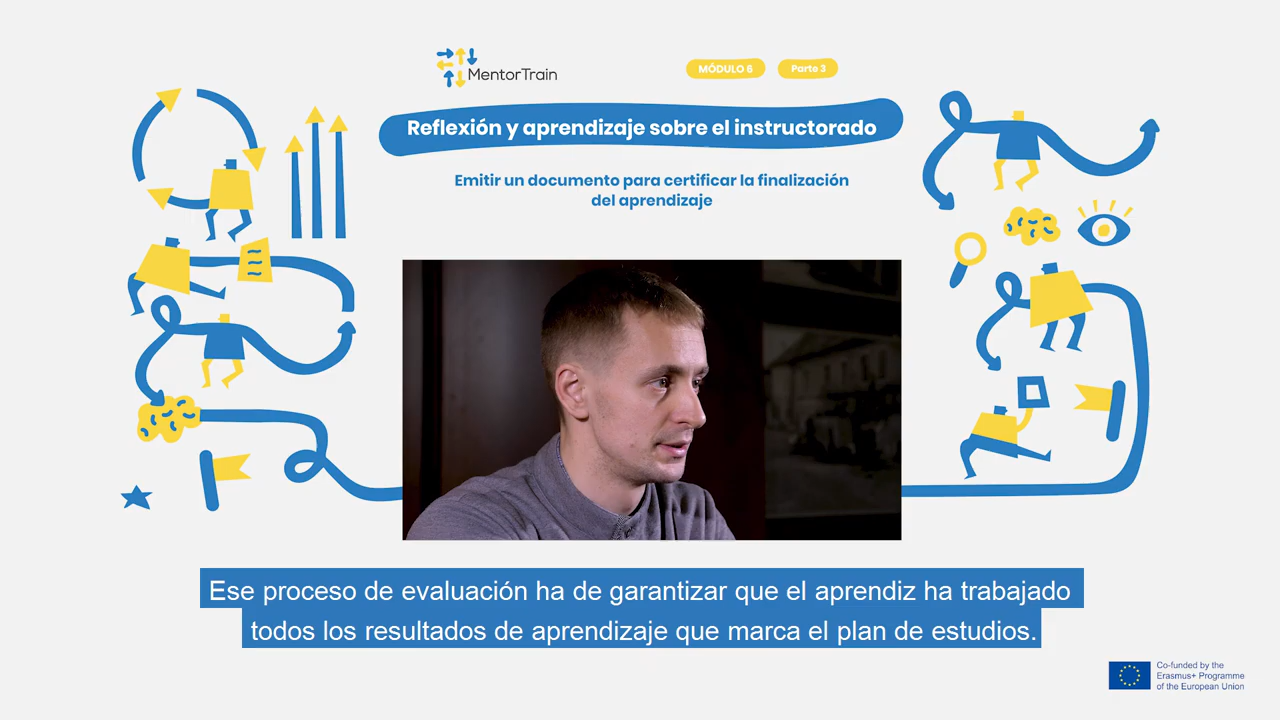 MentorTrain
MÓDULO 6
Parte 3
Reflexión y aprendizaje sobre el instructorado
Emitir un documento para certificar la finalización
del aprendizaje
Ese proceso de evaluación ha de garantizar que el aprendiz ha trabajado
todos los resultados de aprendizaje que marca el plan de estudios.
Co-funded by the
Erasmus+ Programme
of the European Union